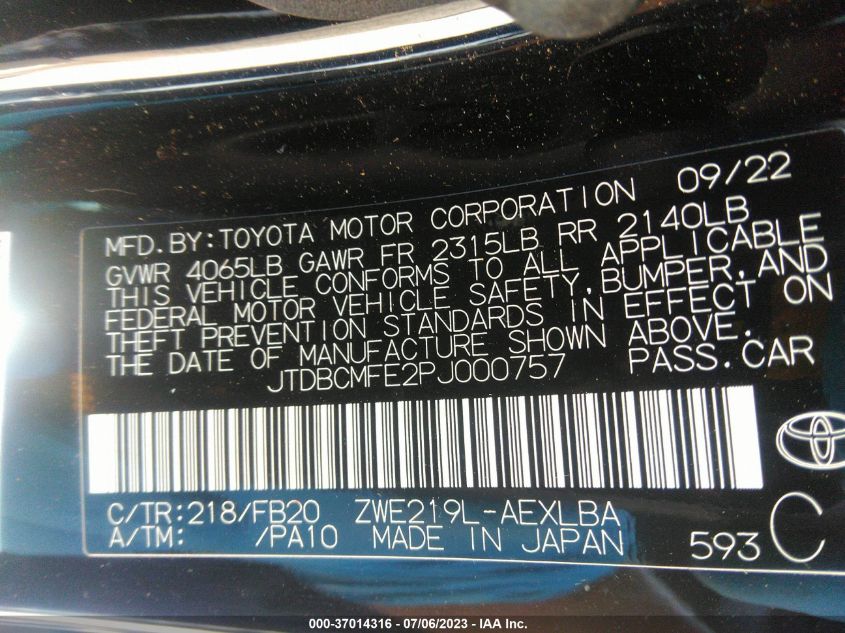 MFD.BY:TOYOTA MOTOR CORPORATION 09/22
GVWR 4065LB GAWR FR 2315LB RR 2140LB
THIS VEHICLE CONFORMS TO ALL APPLICABLE
FEDERAL MOTOR VEHICLE SAFETY,BUMPER,AND
THEFT PREVENTION STANDARDS IN EFFECT ON
THE DATE OF MANUFACTURE SHOWN ABOVE.
JTDBCMFE2PJ000757 PASS.CAR
C/TR:218/FB20 ZWE219L-AEXLBA
A/TM: /PA10 MADE IN JAPAN 593 C
000-37014316 - 07/06/2023 - IAA Inc.